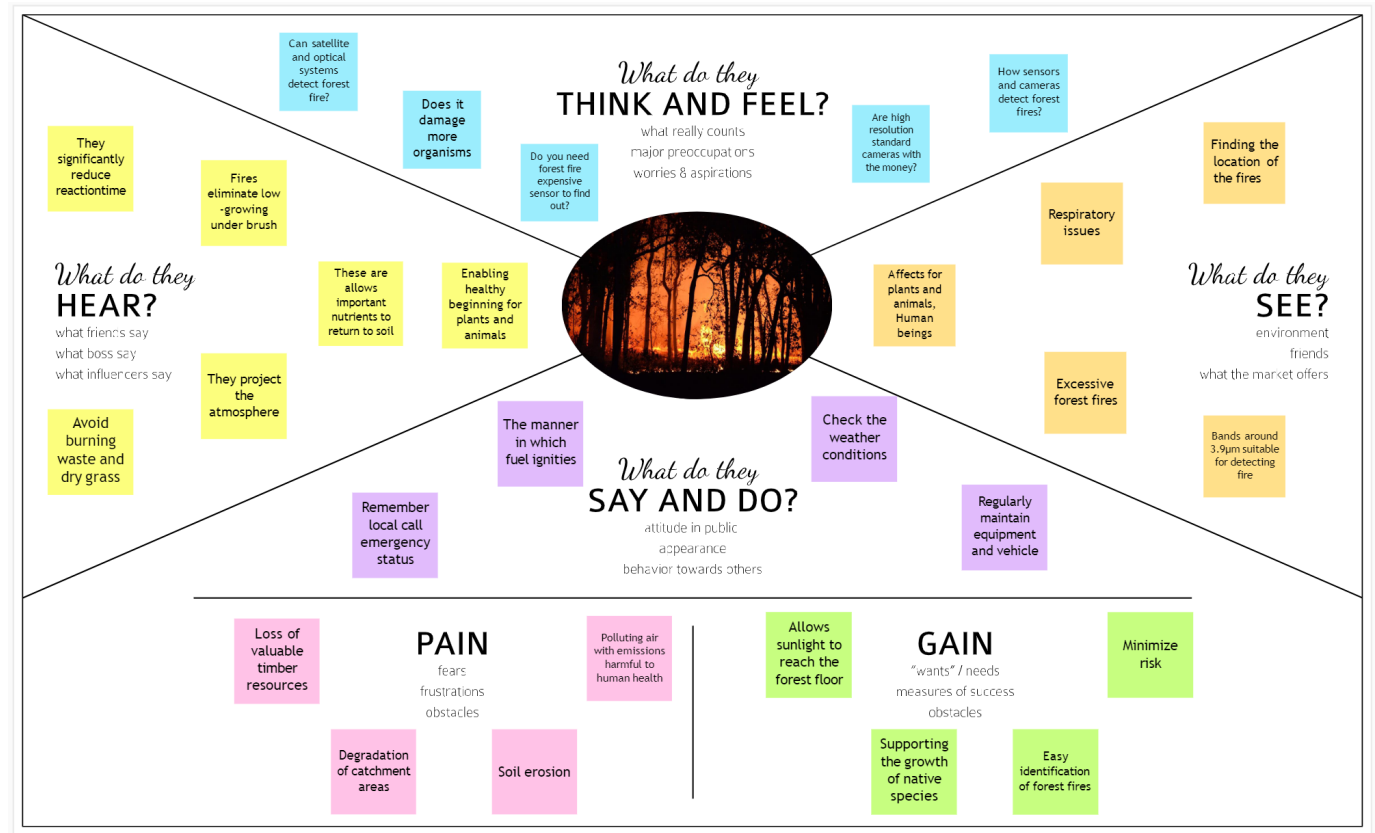 Can satellite
and optical
systems
detect forest
fire?
Does it
damage
more
organisms
Do you need
forest fire
expensive
sensor to find
out?
What do they
THINK AND FEEL?
what really counts
major preoccupations
worries & aspirations
Are high
resolution
standard
cameras with
the money?
How sensors
and cameras
detect forest
fires?
They
significantly
reduce
reactiontime
Fires
eliminate low
-growing
under brush
What do they
HEAR?
what friends say
what boss say
what influencers say
These are
allows
important
nutrients to
return to soil
Enabling
healthy
beginning for
plants and
animals
They project
the
atmosphere
Avoid
burning
waste and
dry grass
Finding the
location of
the fires
Respiratory
issues
Affects for
plants and
animals,
Human
beings
What do they
SEE?
environment
friends
what the market offers
Excessive
forest fires
Bands around
3.9µm suitable
for detecting
fire
The manner
in which
fuel ignities
Check the
weather
conditions
What do they
SAY AND DO?
attitude in public
appearance
behavior towards others
Remember
local call
emergency
status
Regularly
maintain
equipment
and vehicle
Loss of
valuable
timber
resources
PAIN
fears
frustrations
obstacles
Polluting air
with emissions
harmful to
human health
Degradation
of catchment
areas
Soil erosion
Allows
sunlight to
reach the
forest floor
GAIN
"wants" / needs
measures of success
obstacles
Minimize
risk
Supporting
the growth
of native
species
Easy
identification
of forest fires